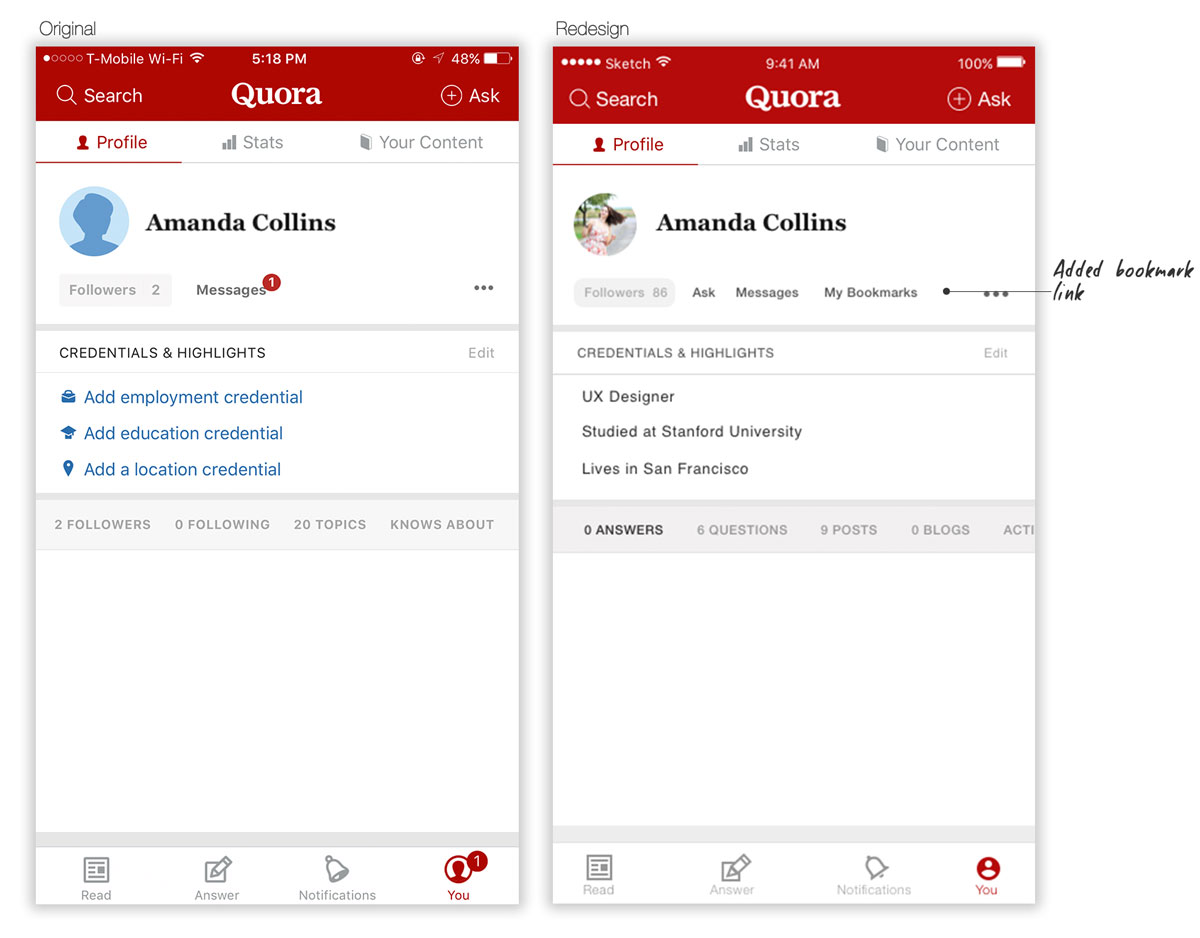 Original
T-Mobile Wi-Fi 5:18 PM 48%
Search Quora Ask
Profile Stats Your Content
Amanda Collins
Followers 2 Messages 1
CREDENTIALS & HIGHLIGHTS Edit
Add employment credential
Add education credential
Add a location credential
2 FOLLOWERS 0 FOLLOWING 20 TOPICS KNOWS ABOUT
1
Read Answer Notifications You
Redesign
Sketch 9:41 AM 100%
Search Quora Ask
Profile Stats Your Content
Amanda Collins
Followers 86 Ask Messages My Bookmarks
Added bookmark
link
CREDENTIALS & HIGHLIGHTS Edit
UX Designer
Studied at Stanford University
Lives in San Francisco
0 ANSWERS 6 QUESTIONS 9 POSTS 0 BLOGS ACTI
Read Answer Notifications You